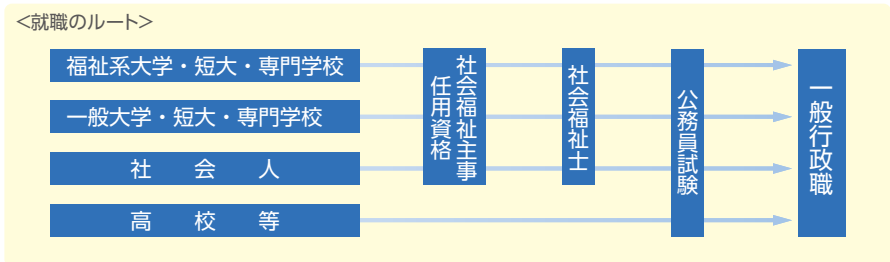 <就職のルート>
福祉系大学・短大・専門学校
一般大学・短大・専門学校
社会人
高校等
社会福祉主事
任用資格
社会福祉士
公務員試験
一般行政職